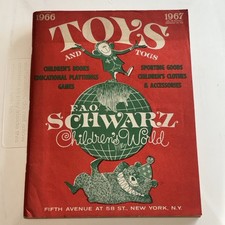 1966
1967
TOYS
AND
TOGS
CHILDREN'S BOOKS
EDUCATIONAL PLAYTHINGS
GAMES
SPORTING GOODS
CHILDREN'S CLOTHES
& ACCESSORIES
F.A.O.
SCHWARZ
Children's World
FIFTH AVENUE AT 58 ST. NEW YORK, N.Y.